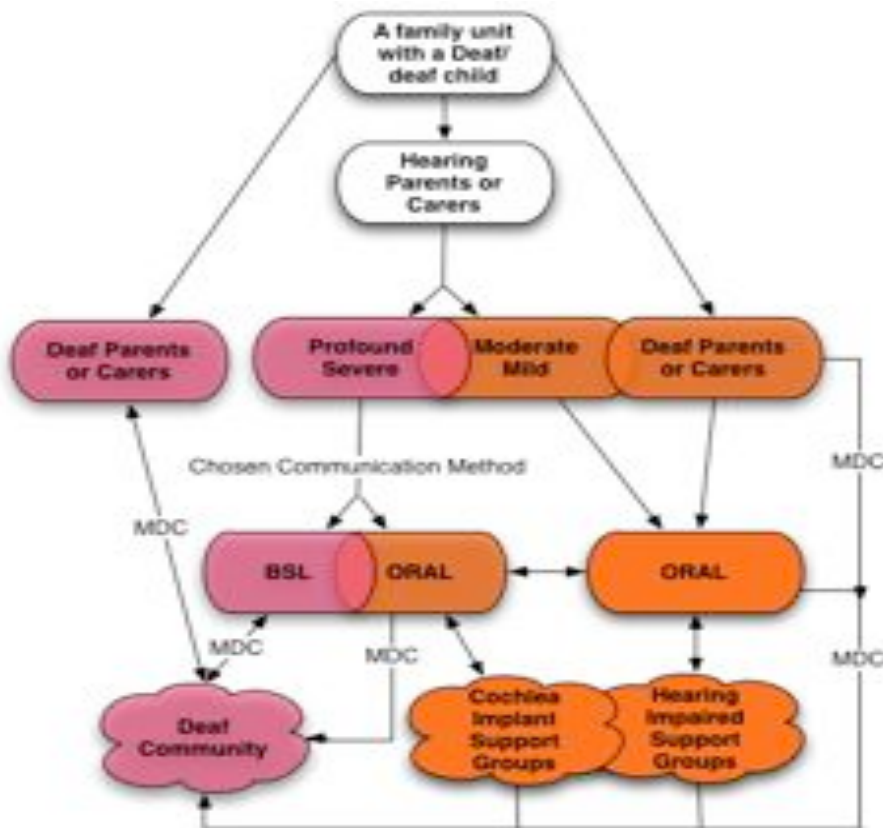 A family unit
with a Deaf/
deaf child
Hearing
Parents or
Carers
Deaf Parents
or Carers
Profound
Severe
Moderate
Mild
Deaf Parents
or Carers
MDC
Chosen Communication Method
MDC
BSL
ORAL
ORAL
MDC
MDC
MDC
Deaf
Community
Cochlea
Implant
Support
Groups
Hearing
Impaired
Support
Groups